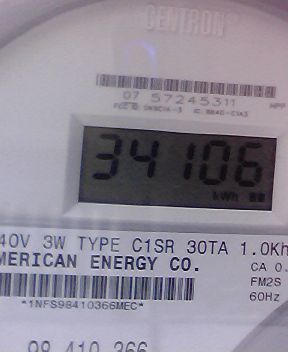 CENTRON®
07 57245311
HPP
34106
kWh
40V 3W TYPE C1SR 30TA 1.0Kh
MERICAN ENERGY CO.
CA 0.
FM2S
*1NFS98410366MEC*
60Hz
98 410 366